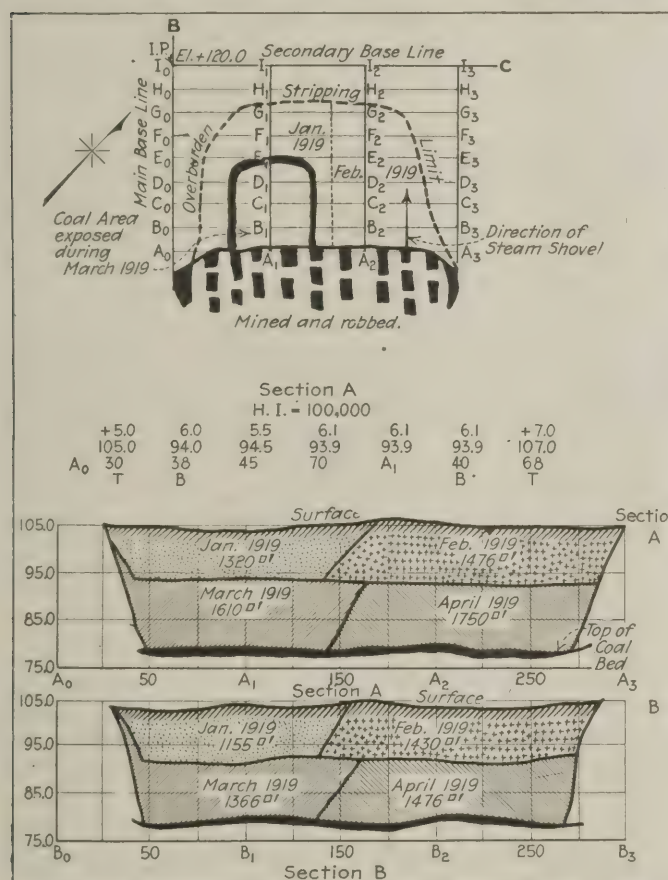 B
I.P. El.+120.0 Secondary Base Line
I₀ I₁ I₂ I₃ C
H₀ H₁ Stripping H₂ H₃
G₀ G₁ G₂ G₃
F₀ F₁ Jan. 1919 F₂ F₃
E₀ E₁ E₂ E₃
D₀ D₁ Feb. 1919 D₂ D₃
C₀ C₁ C₂ C₃
B₀ B₁ B₂ B₃
A₀ A₁ A₂ A₃
Main Base Line
Overburden
Limit
Coal Area
exposed
during
March 1919
Direction of
Steam Shovel
Mined and robbed.
Section A
H. I. = 100,000
+5.0 6.0 5.5 6.1 6.1 6.1 +7.0
105.0 94.0 94.5 93.9 93.9 93.9 107.0
A₀ 30 38 45 70 A₁ 40 68
T B B T
Surface Section
105.0 A
Jan. 1919 Feb. 1919
1320 □' 1476 □'
95.0
March 1919 April 1919
1610 □' 1750 □'
85.0
Top of
Coal
Bed
75.0
A₀ 50 A₁ 150 A₂ 250 A₃
Section A Surface
105.0 B
Jan. 1919 Feb. 1919
1155 □' 1430 □'
95.0
March 1919 April 1919
1366 □' 1476 □'
85.0
75.0
B₀ 50 B₁ 150 B₂ 250 B₃
Section B